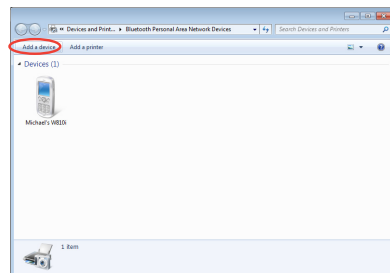 Devices and Print... Bluetooth Personal Area Network Devices Search Devices and Printers
Add a device Add a printer
Devices (1)
Michael's W810i
1 item